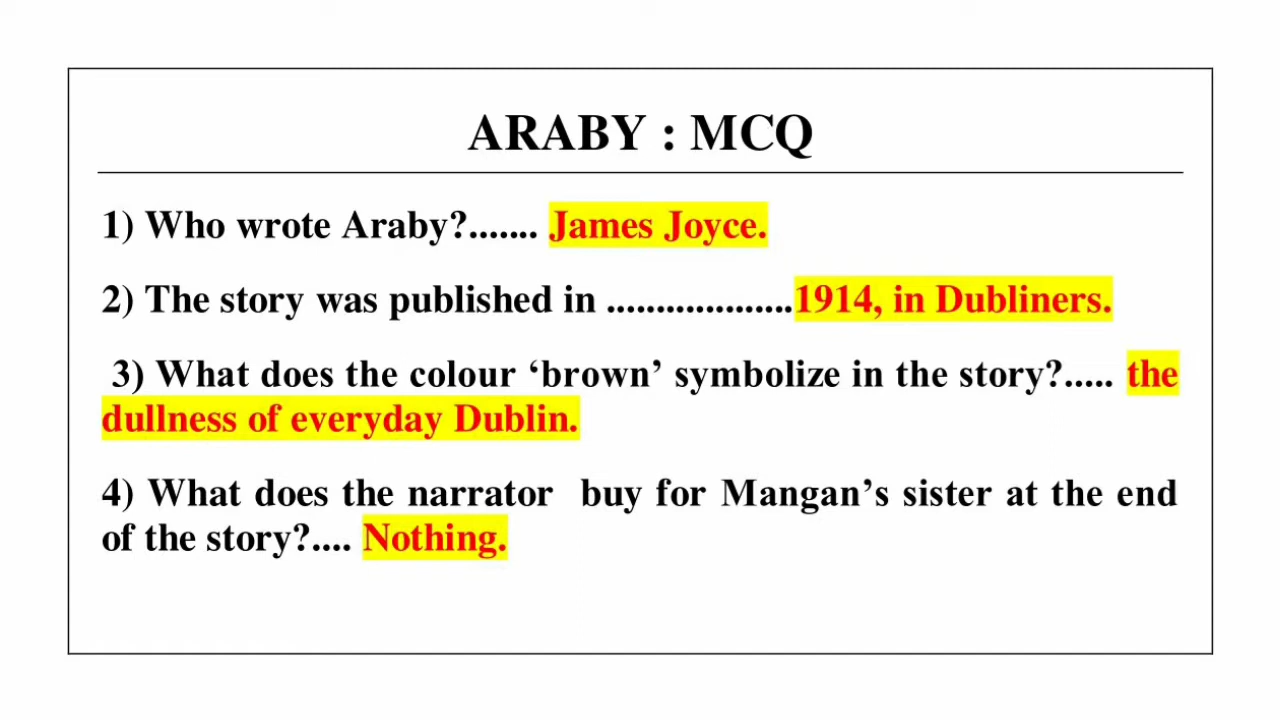 ARABY : MCQ
1) Who wrote Araby?....... James Joyce.
2) The story was published in ...................1914, in Dubliners.
3) What does the colour ‘brown’ symbolize in the story?..... the
dullness of everyday Dublin.
4) What does the narrator buy for Mangan’s sister at the end
of the story?.... Nothing.